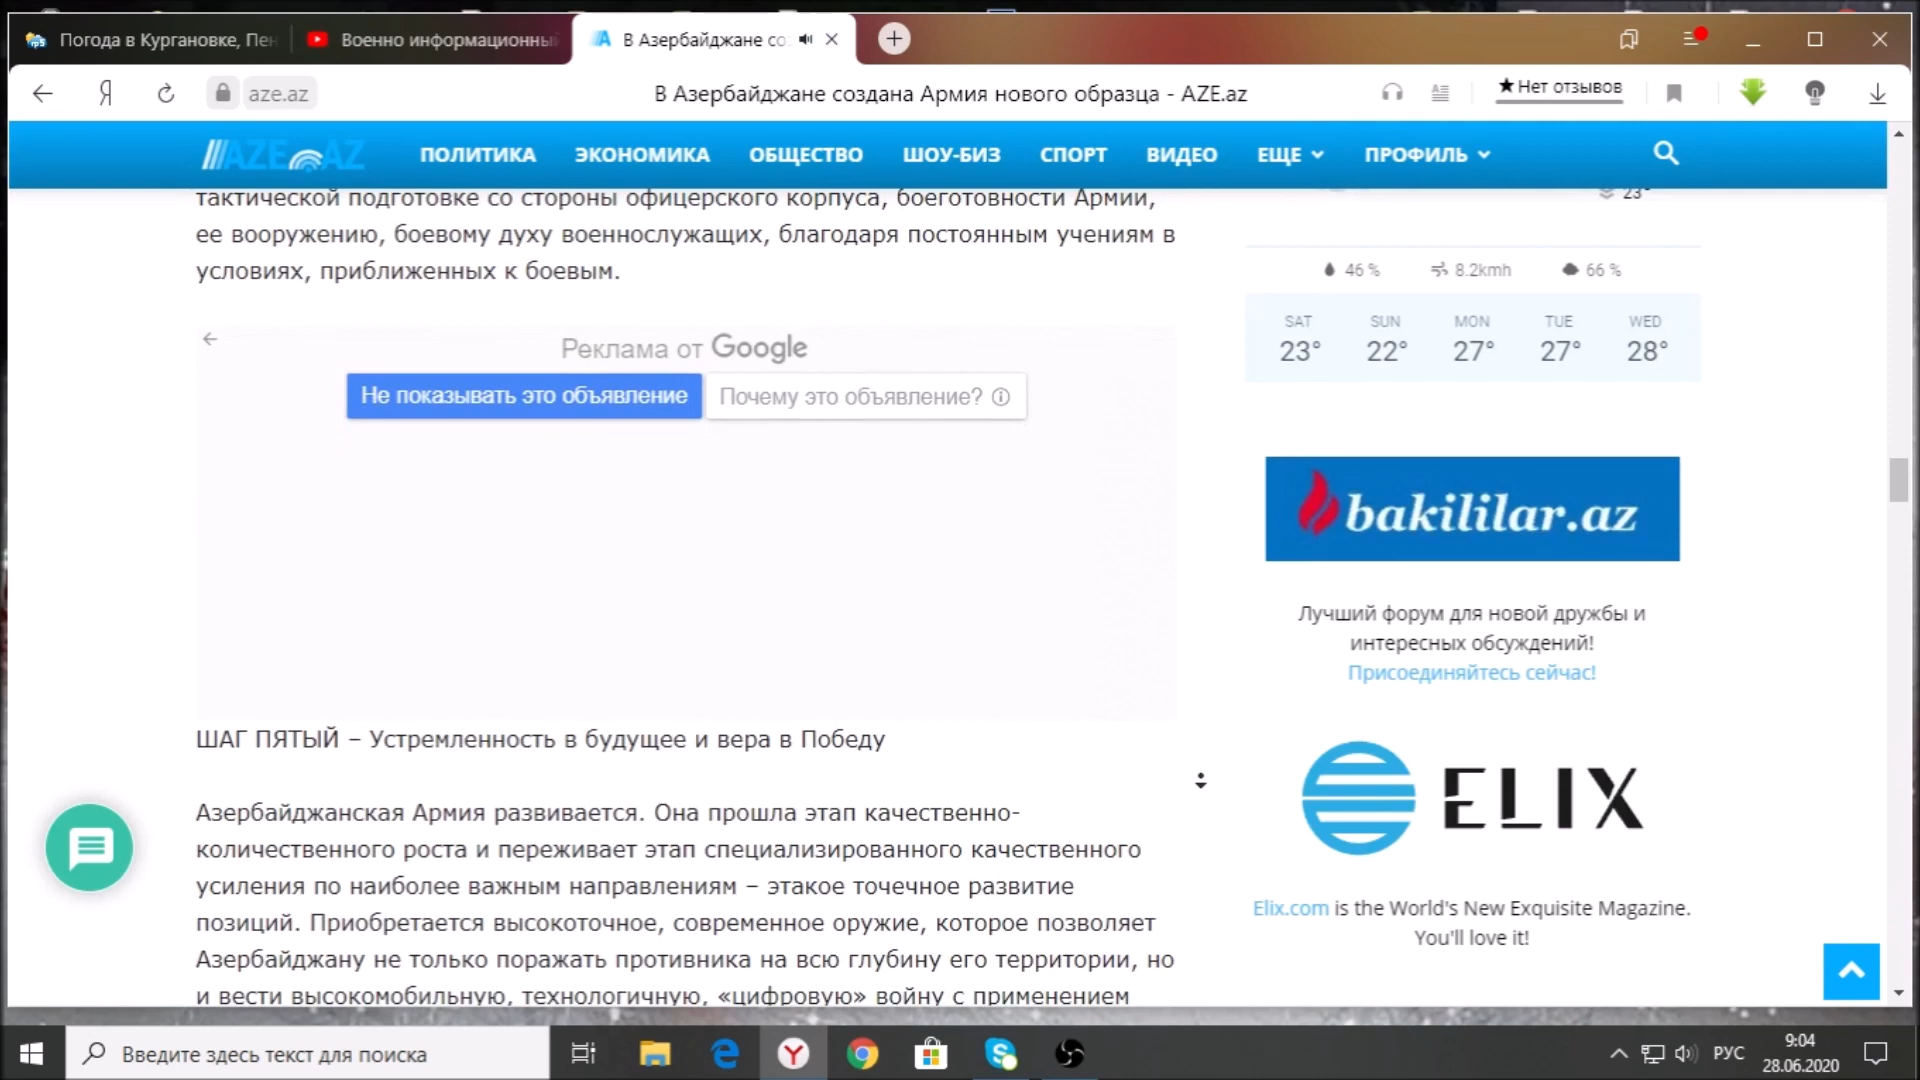 Погода в Кургановке, Пен
Военно информационный
В Азербайджане со
aze.az
В Азербайджане создана Армия нового образца - AZE.az
★Нет отзывов
AZE AZ
ПОЛИТИКА
ЭКОНОМИКА
ОБЩЕСТВО
ШОУ-БИЗ
СПОРТ
ВИДЕО
ЕЩЕ
ПРОФИЛЬ
тактической подготовке со стороны офицерского корпуса, боеготовности Армии,
ее вооружению, боевому духу военнослужащих, благодаря постоянным учениям в
условиях, приближенных к боевым.
Реклама от Google
Не показывать это объявление
Почему это объявление?
ШАГ ПЯТЫЙ – Устремленность в будущее и вера в Победу
Азербайджанская Армия развивается. Она прошла этап качественно-
количественного роста и переживает этап специализированного качественного
усиления по наиболее важным направлениям – этакое точечное развитие
позиций. Приобретается высокоточное, современное оружие, которое позволяет
Азербайджану не только поражать противника на всю глубину его территории, но
и вести высокомобильную, технологичную, «цифровую» войну с применением
23°
46 %
8.2kmh
66 %
SAT SUN MON TUE WED
23° 22° 27° 27° 28°
bakililar.az
Лучший форум для новой дружбы и
интересных обсуждений!
Присоединяйтесь сейчас!
ELIX
Elix.com is the World's New Exquisite Magazine.
You'll love it!
Введите здесь текст для поиска
РУС
9:04
28.06.2020